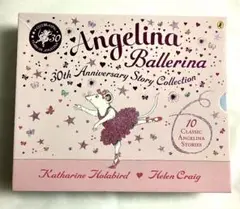 Angelina
Ballerina
30th Anniversary Story Collection
10
CLASSIC
ANGELINA
STORIES
Katharine Holabird ♥ Helen Craig